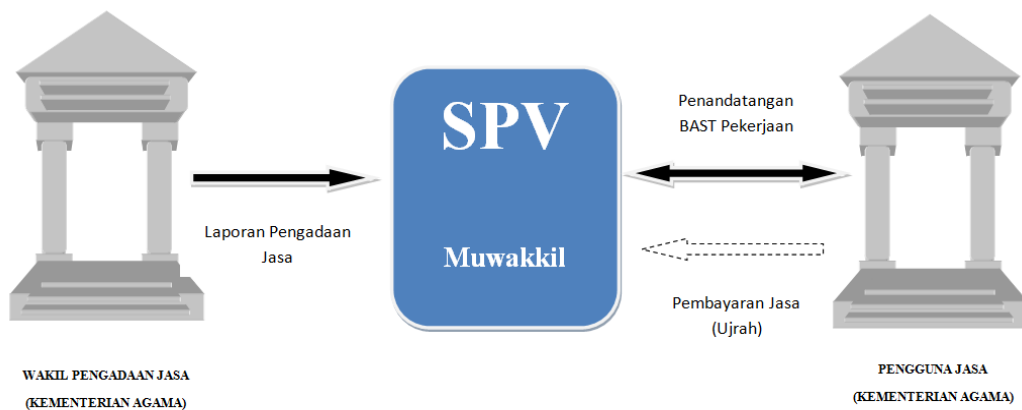 SPV
Muwakkil
Penandatangan
BAST Pekerjaan
Laporan Pengadaan
Jasa
Pembayaran Jasa
(Ujrah)
WAKIL PENGADAAN JASA
(KEMENTERIAN AGAMA)
PENGGUNA JASA
(KEMENTERIAN AGAMA)